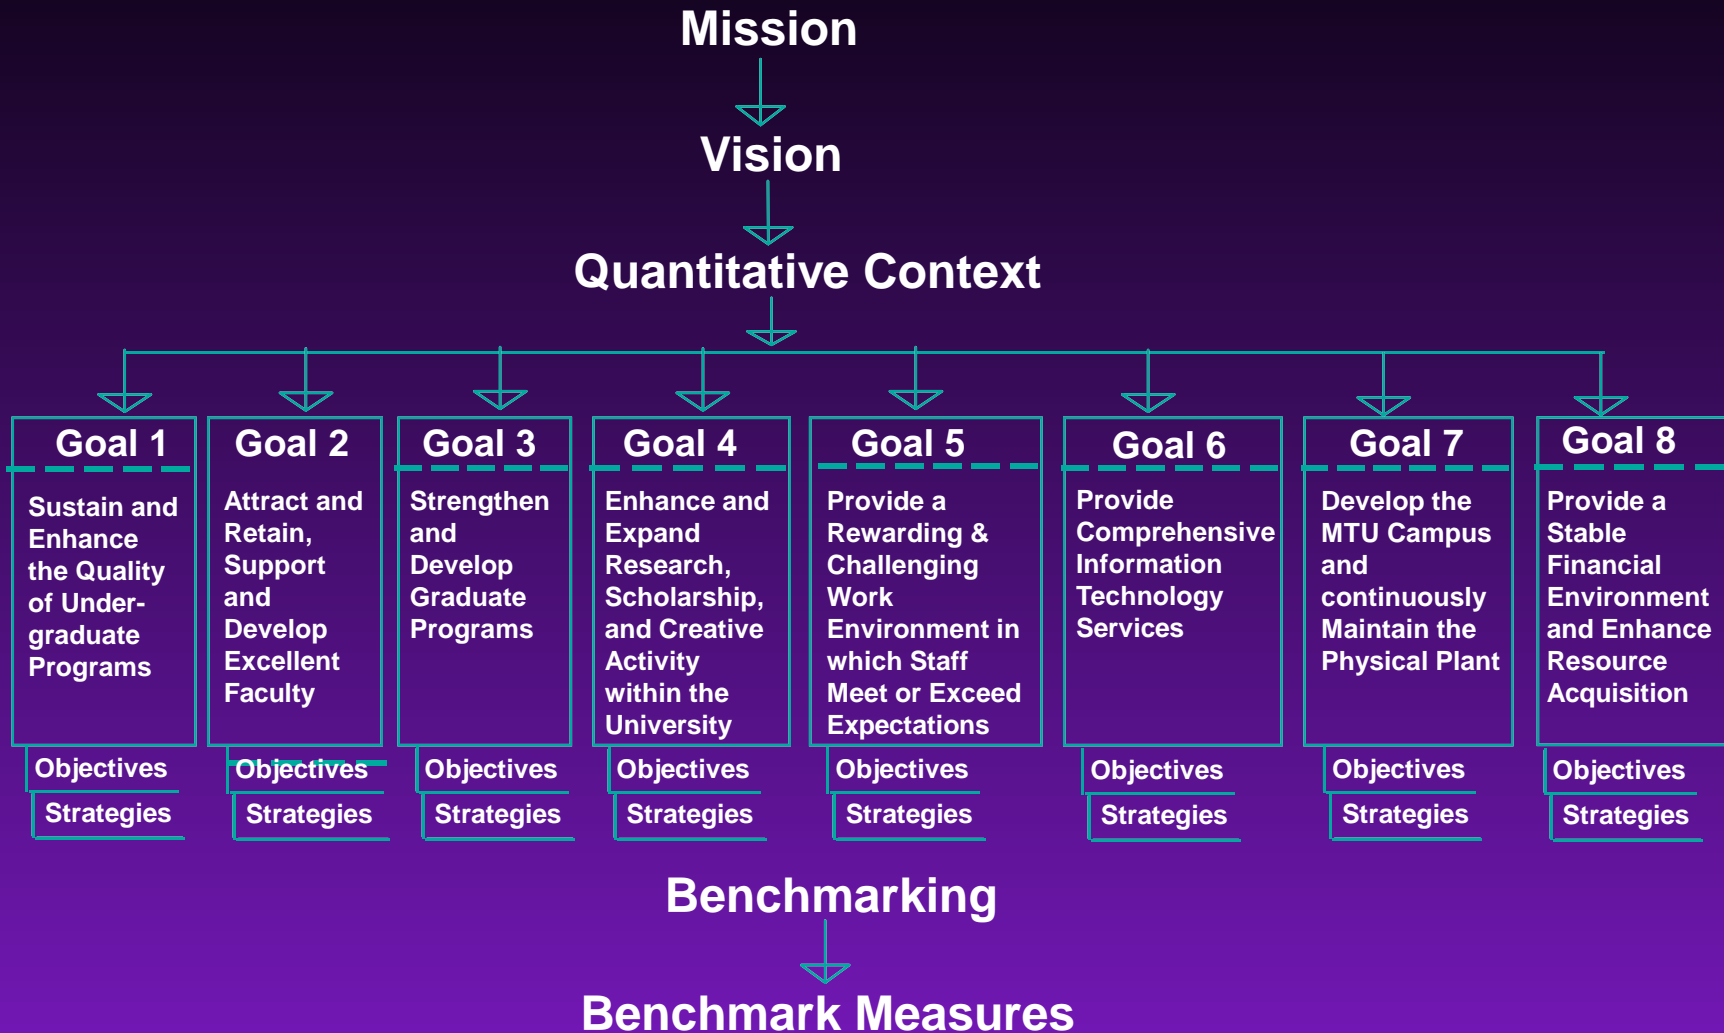 Mission
Vision
Quantitative Context
Goal 1
Sustain and
Enhance
the Quality
of Under-
graduate
Programs
Objectives
Strategies
Goal 2
Attract and
Retain,
Support
and
Develop
Excellent
Faculty
Objectives
Strategies
Goal 3
Strengthen
and
Develop
Graduate
Programs
Objectives
Strategies
Goal 4
Enhance and
Expand
Research,
Scholarship,
and Creative
Activity
within the
University
Objectives
Strategies
Goal 5
Provide a
Rewarding &
Challenging
Work
Environment in
which Staff
Meet or Exceed
Expectations
Objectives
Strategies
Goal 6
Provide
Comprehensive
Information
Technology
Services
Objectives
Strategies
Goal 7
Develop the
MTU Campus
and
continuously
Maintain the
Physical Plant
Objectives
Strategies
Goal 8
Provide a
Stable
Financial
Environment
and Enhance
Resource
Acquisition
Objectives
Strategies
Benchmarking
Benchmark Measures